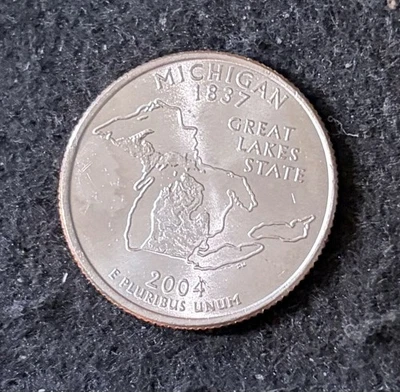 MICHIGAN
1837
GREAT
LAKES
STATE
2004
E PLURIBUS UNUM